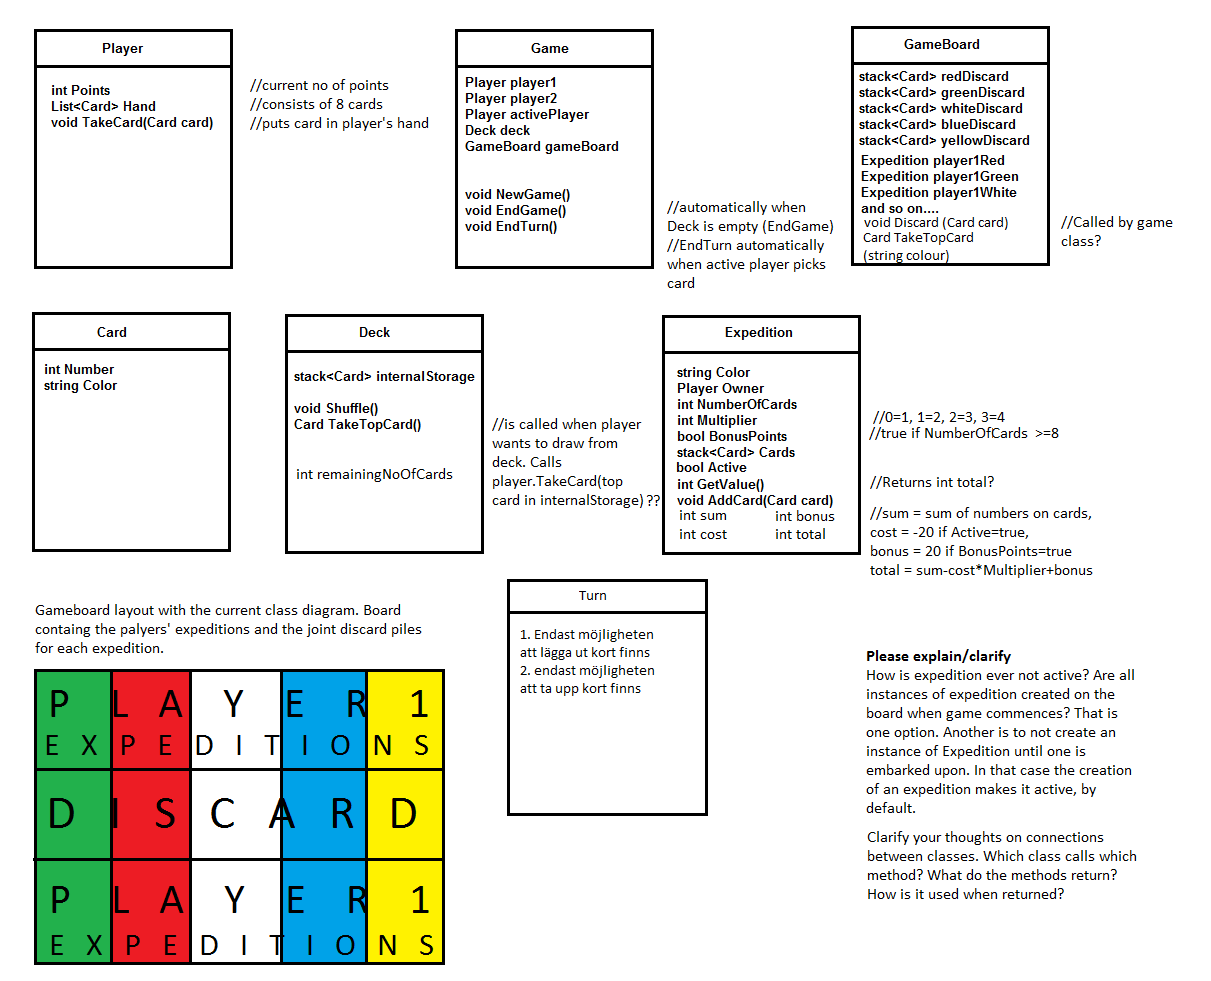 Player
int Points
List<Card> Hand
void TakeCard(Card card)
//current no of points
//consists of 8 cards
//puts card in player's hand
Game
Player player1
Player player2
Player activePlayer
Deck deck
GameBoard gameBoard
void NewGame()
void EndGame()
void EndTurn()
//automatically when
Deck is empty (EndGame)
//EndTurn automatically
when active player picks
card
GameBoard
stack<Card> redDiscard
stack<Card> greenDiscard
stack<Card> whiteDiscard
stack<Card> blueDiscard
stack<Card> yellowDiscard
Expedition player1Red
Expedition player1Green
Expedition player1White
and so on....
void Discard (Card card)
Card TakeTopCard
(string colour)
//Called by game
class?
Card
int Number
string Color
Deck
stack<Card> internalStorage
void Shuffle()
Card TakeTopCard()
int remainingNoOfCards
//is called when player
wants to draw from
deck. Calls
player.TakeCard(top
card in internalStorage) ??
Expedition
string Color
Player Owner
int NumberOfCards
int Multiplier
bool BonusPoints
stack<Card> Cards
bool Active
int GetValue()
void AddCard(Card card)
int sum int bonus
int cost int total
//0=1, 1=2, 2=3, 3=4
//true if NumberOfCards >=8
//Returns int total?
//sum = sum of numbers on cards,
cost = -20 if Active=true,
bonus = 20 if BonusPoints=true
total = sum-cost*Multiplier+bonus
Gameboard layout with the current class diagram. Board
containg the palyers' expeditions and the joint discard piles
for each expedition.
PLAYER1
EXPEDITIONS
DISCARD
PLAYER1
EXPEDITIONS
Turn
1. Endast möjligheten
att lägga ut kort finns
2. endast möjligheten
att ta upp kort finns
Please explain/clarify
How is expedition ever not active? Are all
instances of expedition created on the
board when game commences? That is
one option. Another is to not create an
instance of Expedition until one is
embarked upon. In that case the creation
of an expedition makes it active, by
default.
Clarify your thoughts on connections
between classes. Which class calls which
method? What do the methods return?
How is it used when returned?